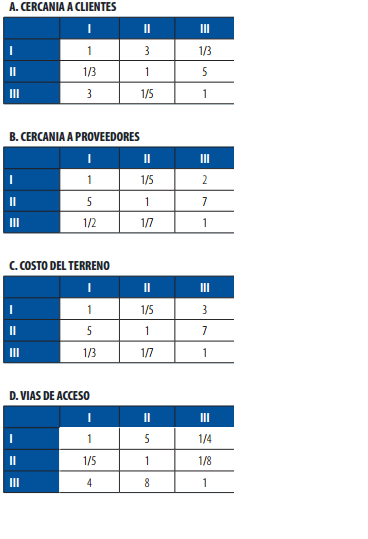 A. CERCANIA A CLIENTES
I II III
I 1 3 1/3
II 1/3 1 5
III 3 1/5 1
B. CERCANIA A PROVEEDORES
I II III
I 1 1/5 2
II 5 1 7
III 1/2 1/7 1
C. COSTO DEL TERRENO
I II III
I 1 1/5 3
II 5 1 7
III 1/3 1/7 1
D. VIAS DE ACCESO
I II III
I 1 5 1/4
II 1/5 1 1/8
III 4 8 1